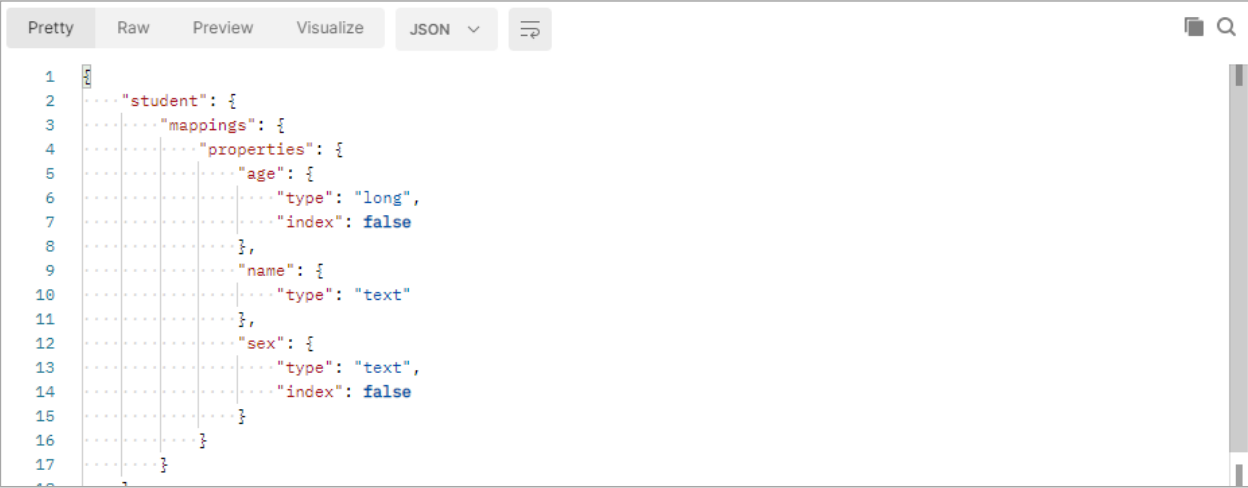 Pretty Raw Preview Visualize JSON
1 {
2 "student": {
3 "mappings": {
4 "properties": {
5 "age": {
6 "type": "long",
7 "index": false
8 },
9 "name": {
10 "type": "text"
11 },
12 "sex": {
13 "type": "text",
14 "index": false
15 }
16 }
17 }